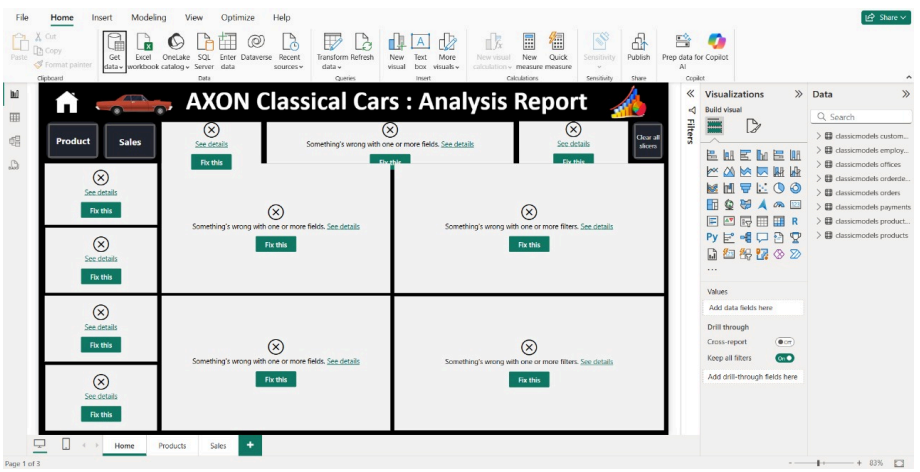 File Home Insert Modeling View Optimize Help Share
Paste
Cut
Copy
Format painter
Get data
Excel workbook
OneLake catalog
SQL Server
Enter data
Dataverse
Recent sources
Transform data
Refresh
New visual
Text box
More visuals
New visual calculation
New measure
Quick measure
Sensitivity
Publish
Prep data for AI
Copilot
Clipboard Data Queries Insert Calculations Sensitivity Share Copilot
AXON Classical Cars : Analysis Report
Product Sales
See details
Fix this
Something's wrong with one or more fields. See details
Fix this
See details
Fix this
Clear all slicers
See details
Fix this
See details
Fix this
See details
Fix this
See details
Fix this
Something's wrong with one or more fields. See details
Fix this
Something's wrong with one or more filters. See details
Fix this
Something's wrong with one or more fields. See details
Fix this
Something's wrong with one or more filters. See details
Fix this
Filters
Visualizations
Build visual
R
Py
...
Values
Add data fields here
Drill through
Cross-report Off
Keep all filters On
Add drill-through fields here
Data
Search
classicmodels custom...
classicmodels employ...
classicmodels offices
classicmodels orderde...
classicmodels orders
classicmodels payments
classicmodels product...
classicmodels products
Home Products Sales +
Page 1 of 3
- + 83%